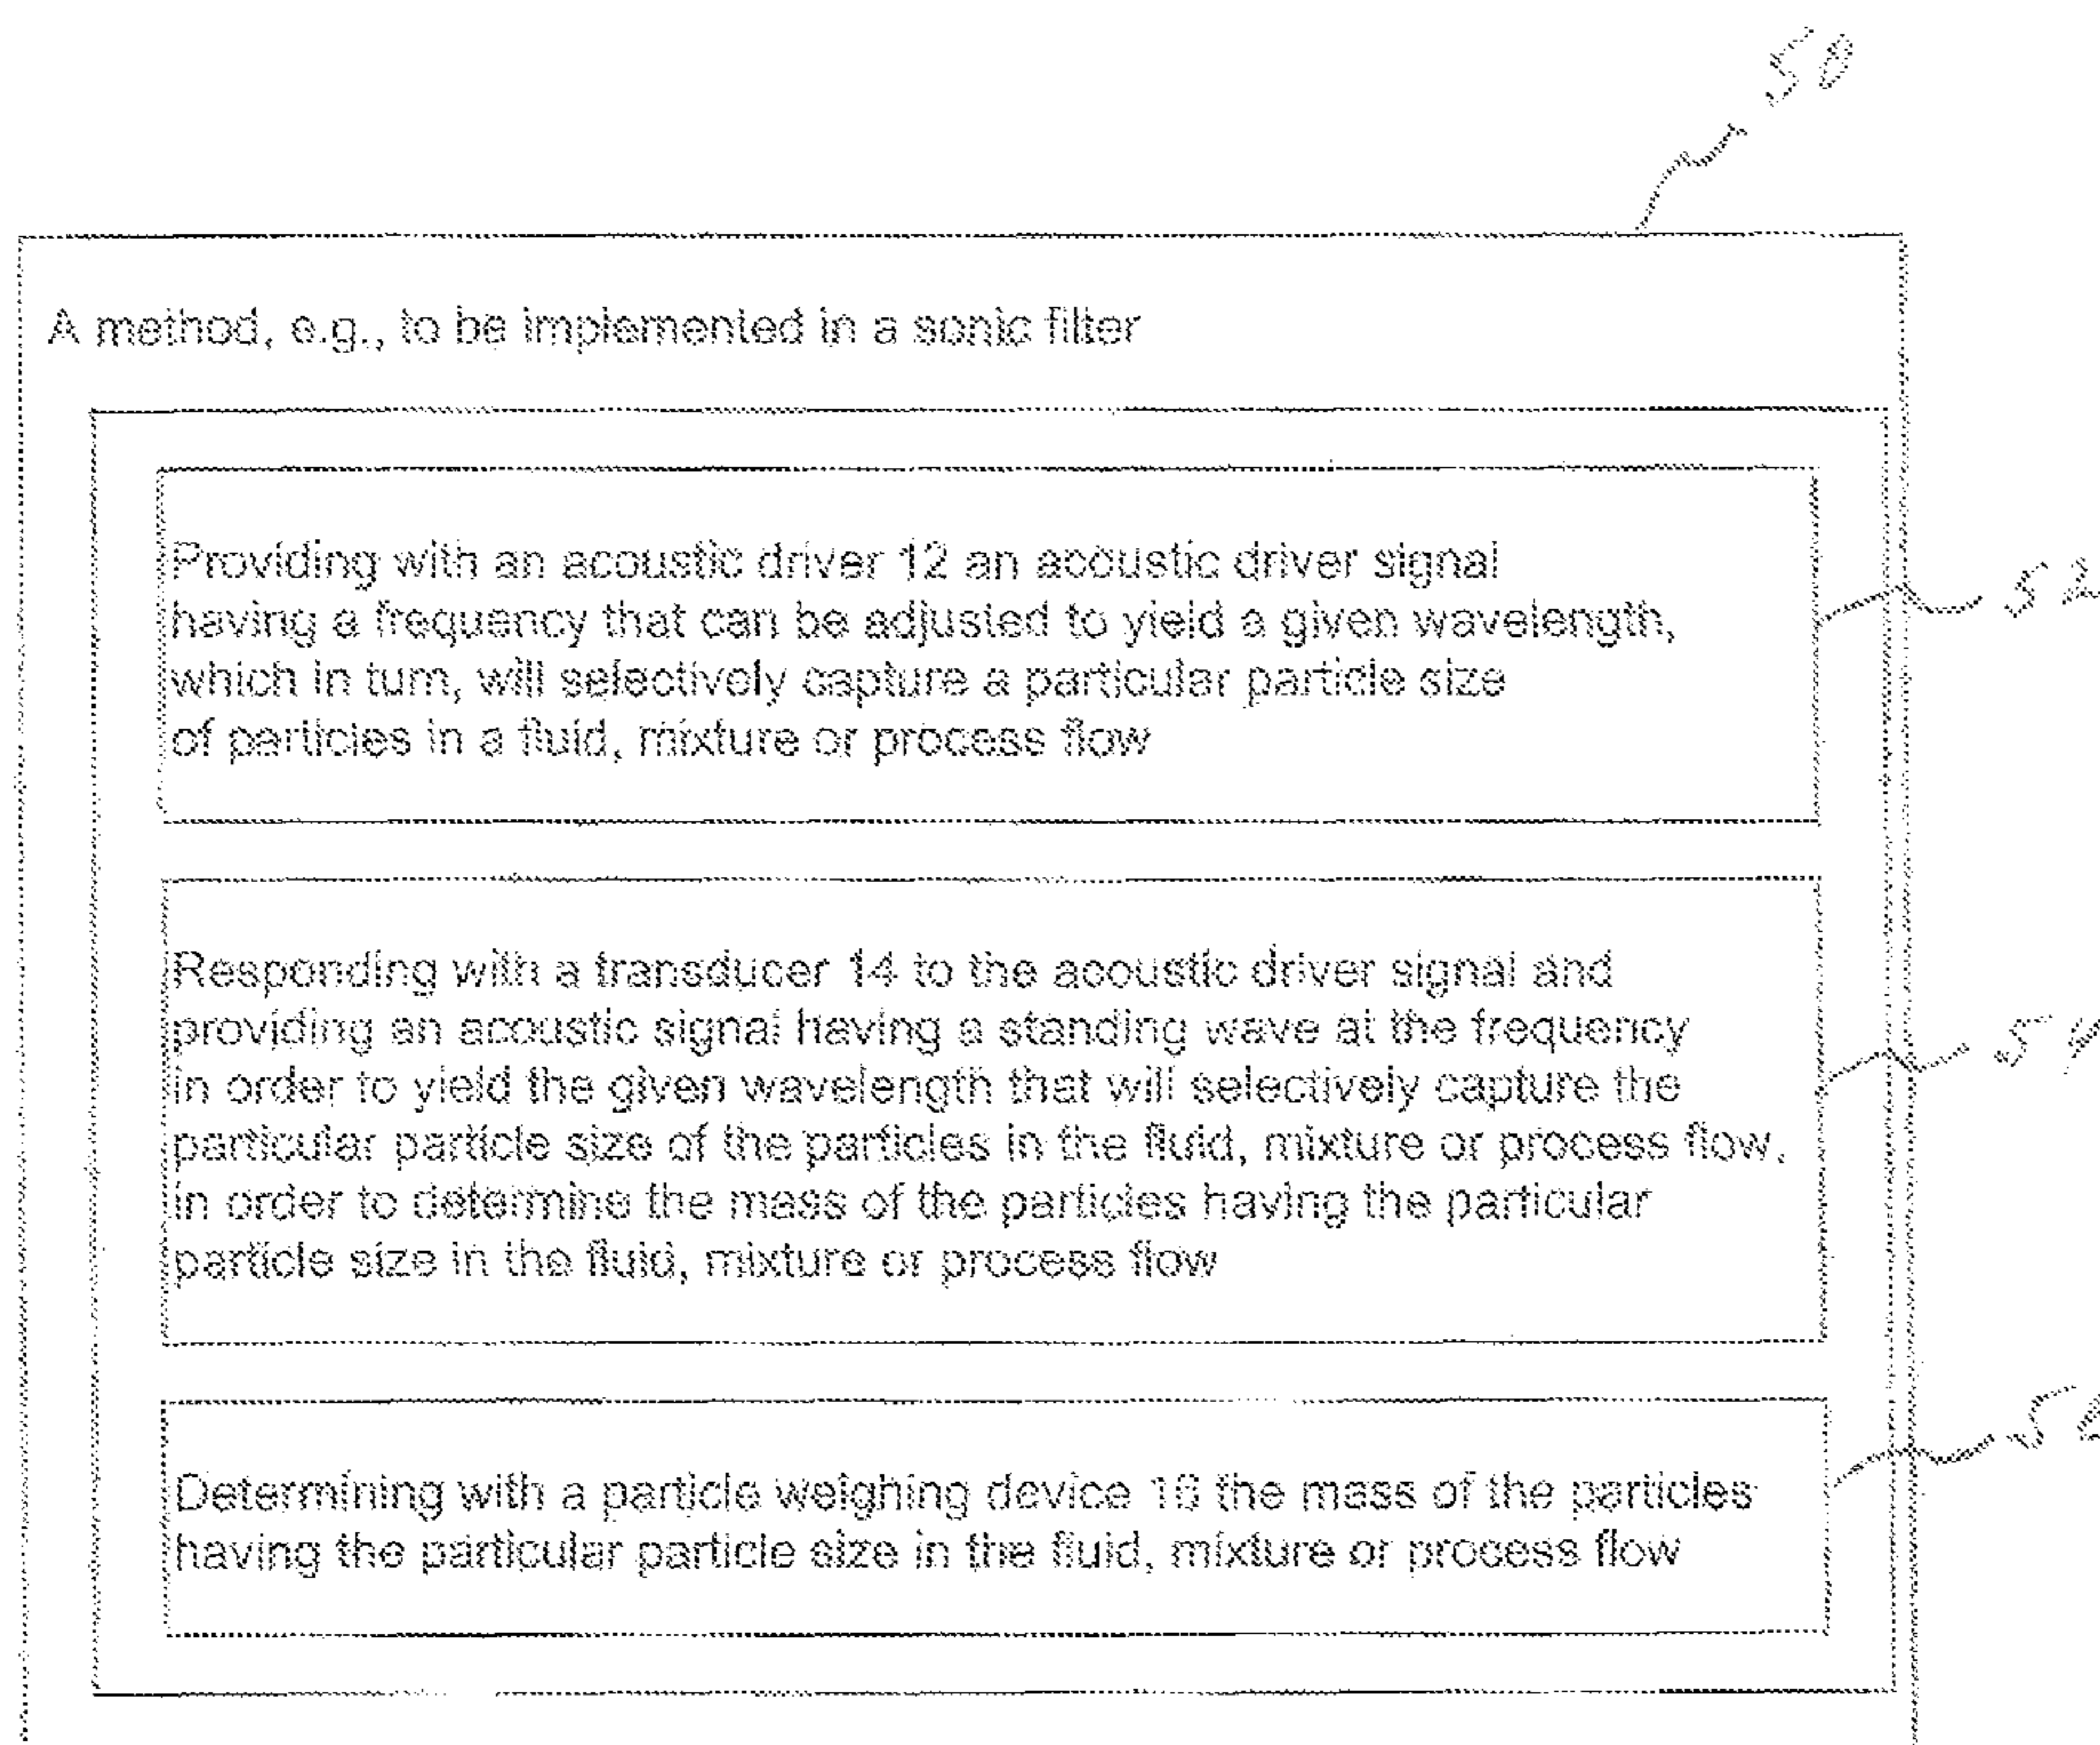 50
A method, e.g., to be implemented in a sonic filter
Providing with an acoustic driver 12 an acoustic driver signal
having a frequency that can be adjusted to yield a given wavelength,
which in turn, will selectively capture a particular particle size
of particles in a fluid, mixture or process flow
52
Responding with a transducer 14 to the acoustic driver signal and
providing an acoustic signal having a standing wave at the frequency
in order to yield the given wavelength that will selectively capture the
particular particle size of the particles in the fluid, mixture or process flow,
in order to determine the mass of the particles having the particular
particle size in the fluid, mixture or process flow
54
Determining with a particle weighing device 16 the mass of the particles
having the particular particle size in the fluid, mixture or process flow